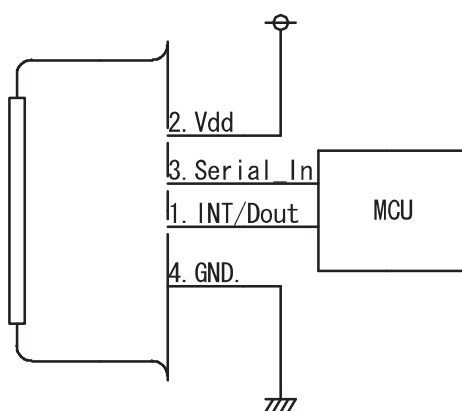 2. Vdd
3. Serial_In
1. INT/Dout
MCU
4. GND.